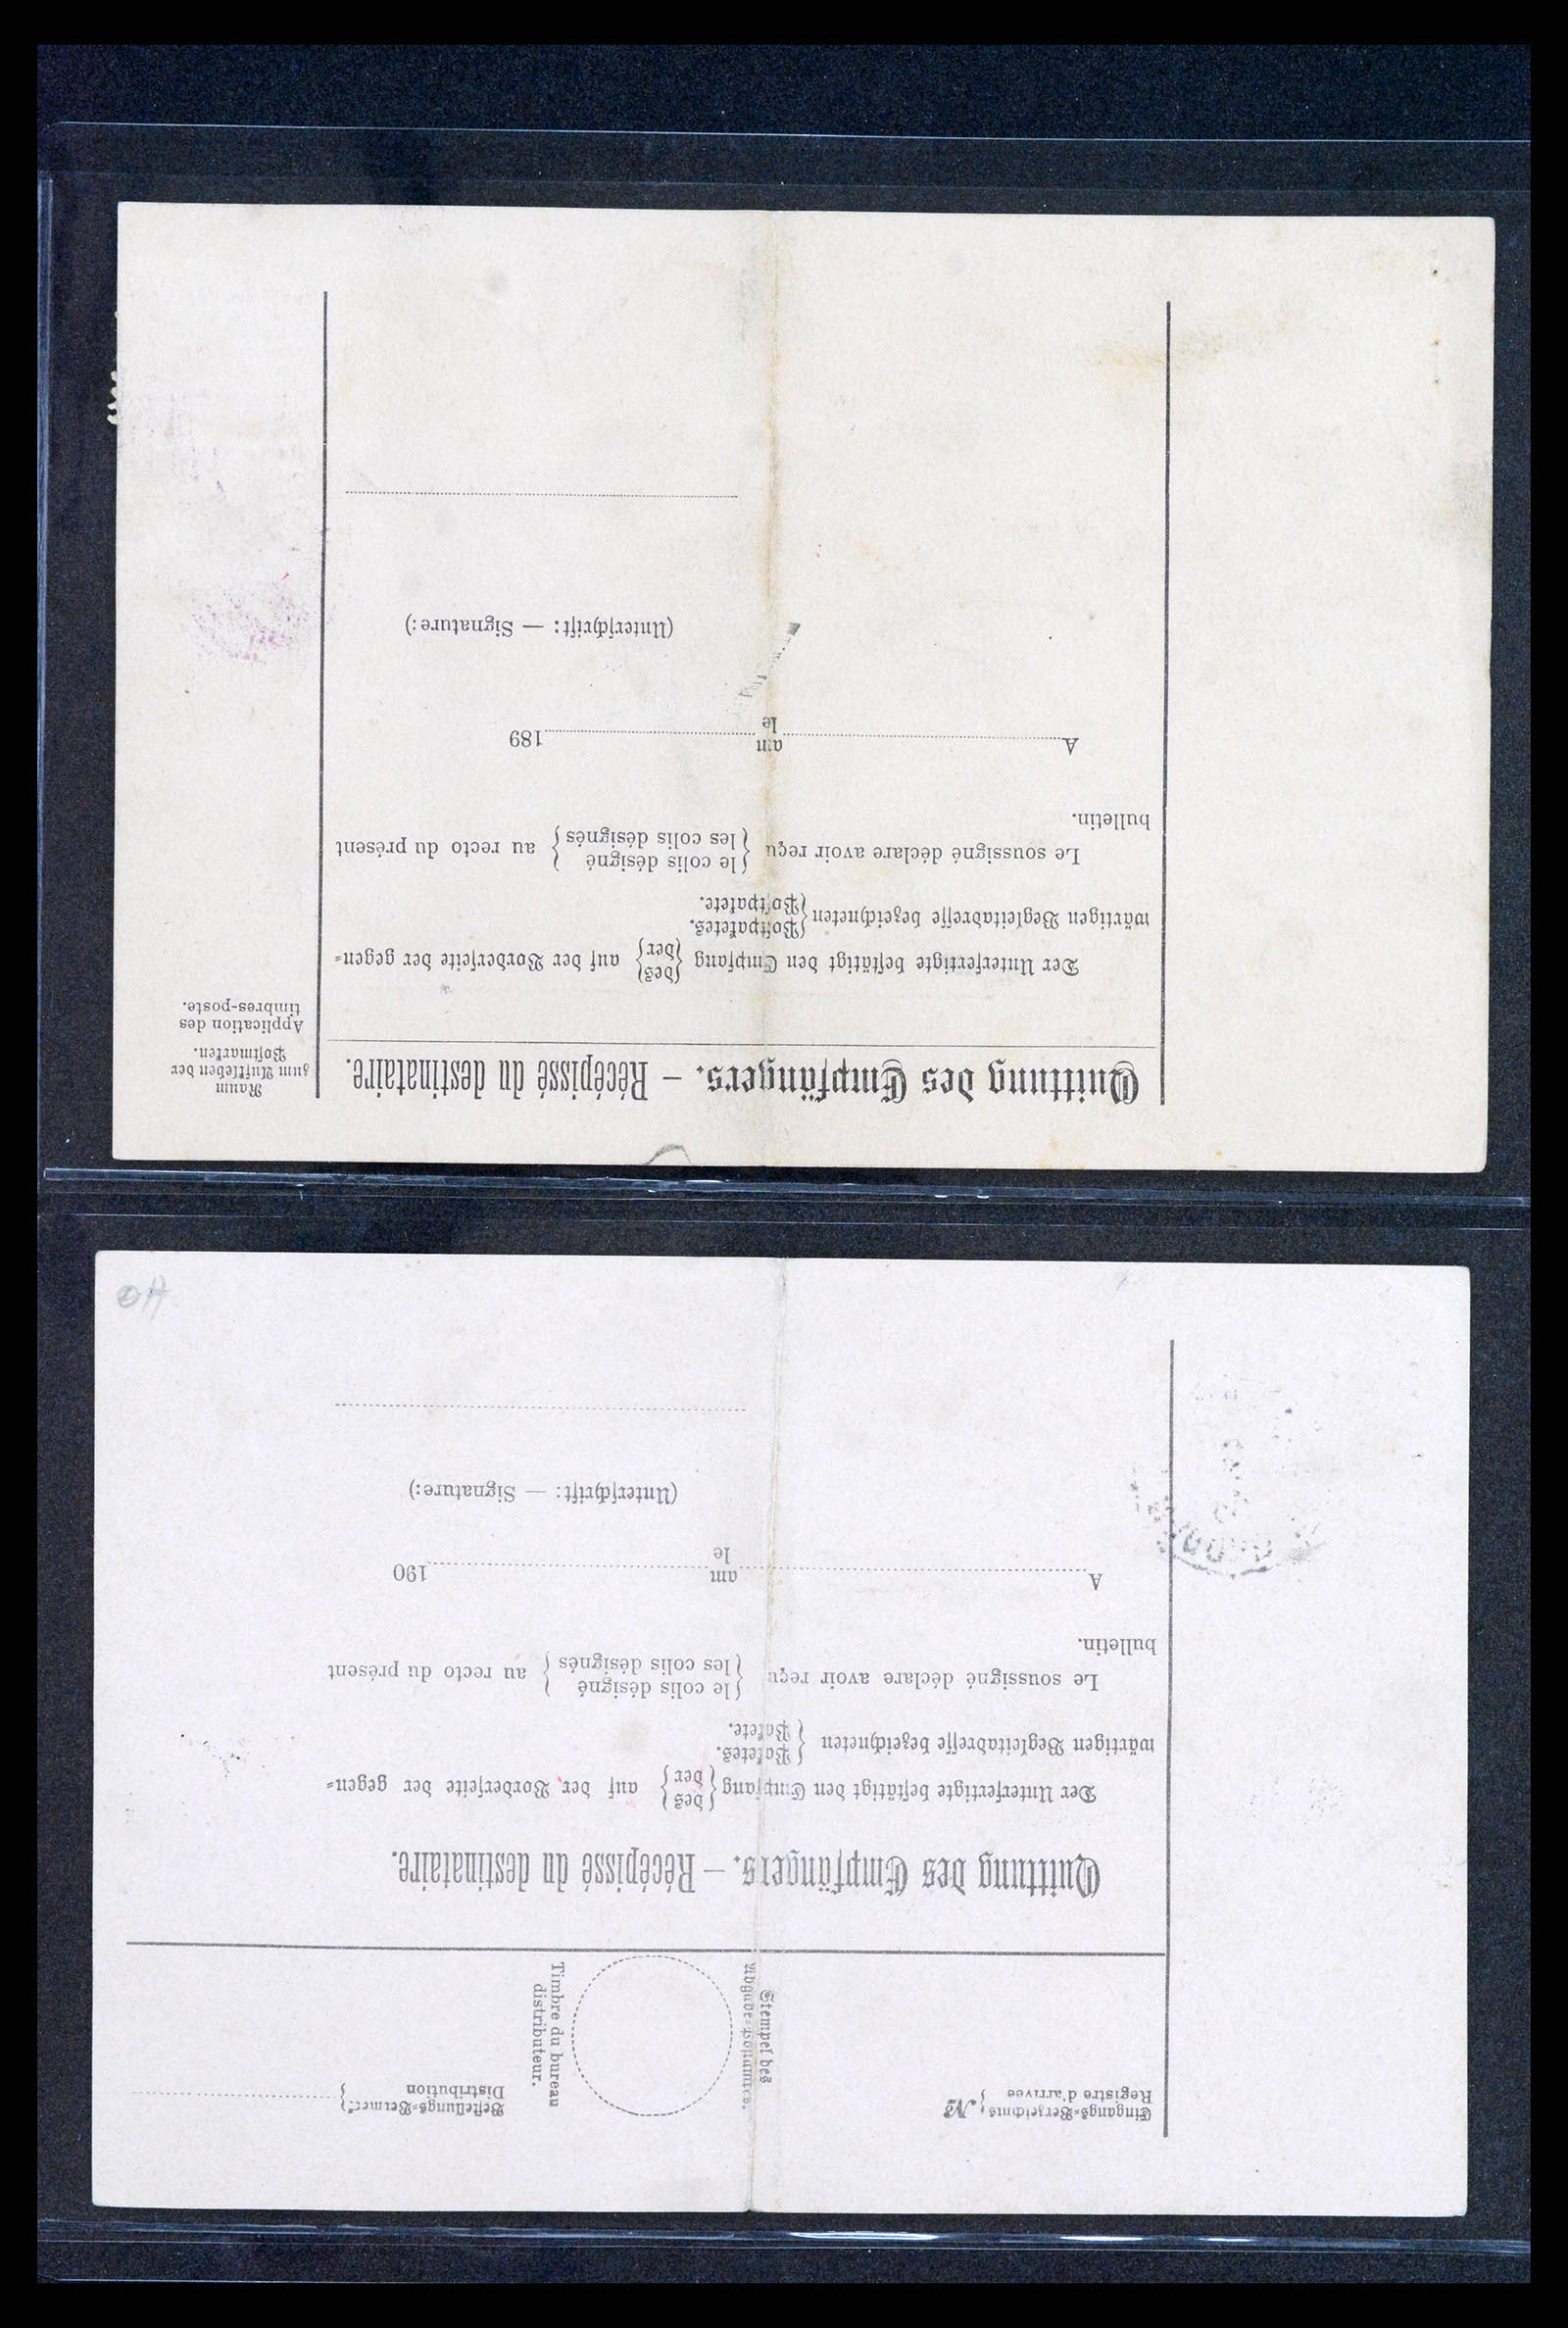 Quittung des Empfängers. — Récépissé du destinataire.
Raum
zum Aufkleben der
Postmarken.
Application des
timbres-poste.
Der Unterfertigte bestätigt den Empfang {des
der} auf der Vorderseite der gegen-
wärtigen Begleitadresse bezeichneten {Postpaketes.
Postpakete.
Le soussigné déclare avoir reçu {le colis désigné
les colis désignés} au recto du présent
bulletin.
A am
le 189
(Unterschrift: — Signature:)
Eingangs-Verzeichnis
Registre d'arrivée } №
Stempel des
Abgabe-Postamtes.
Timbre du bureau
distributeur.
Bestellungs-Vermerk
Distribution }
Quittung des Empfängers. — Récépissé du destinataire.
Der Unterfertigte bestätigt den Empfang {des
der} auf der Vorderseite der gegen-
wärtigen Begleitadresse bezeichneten {Paketes.
Pakete.
Le soussigné déclare avoir reçu {le colis désigné
les colis désignés} au recto du présent
bulletin.
A am
le 190
(Unterschrift: — Signature:)